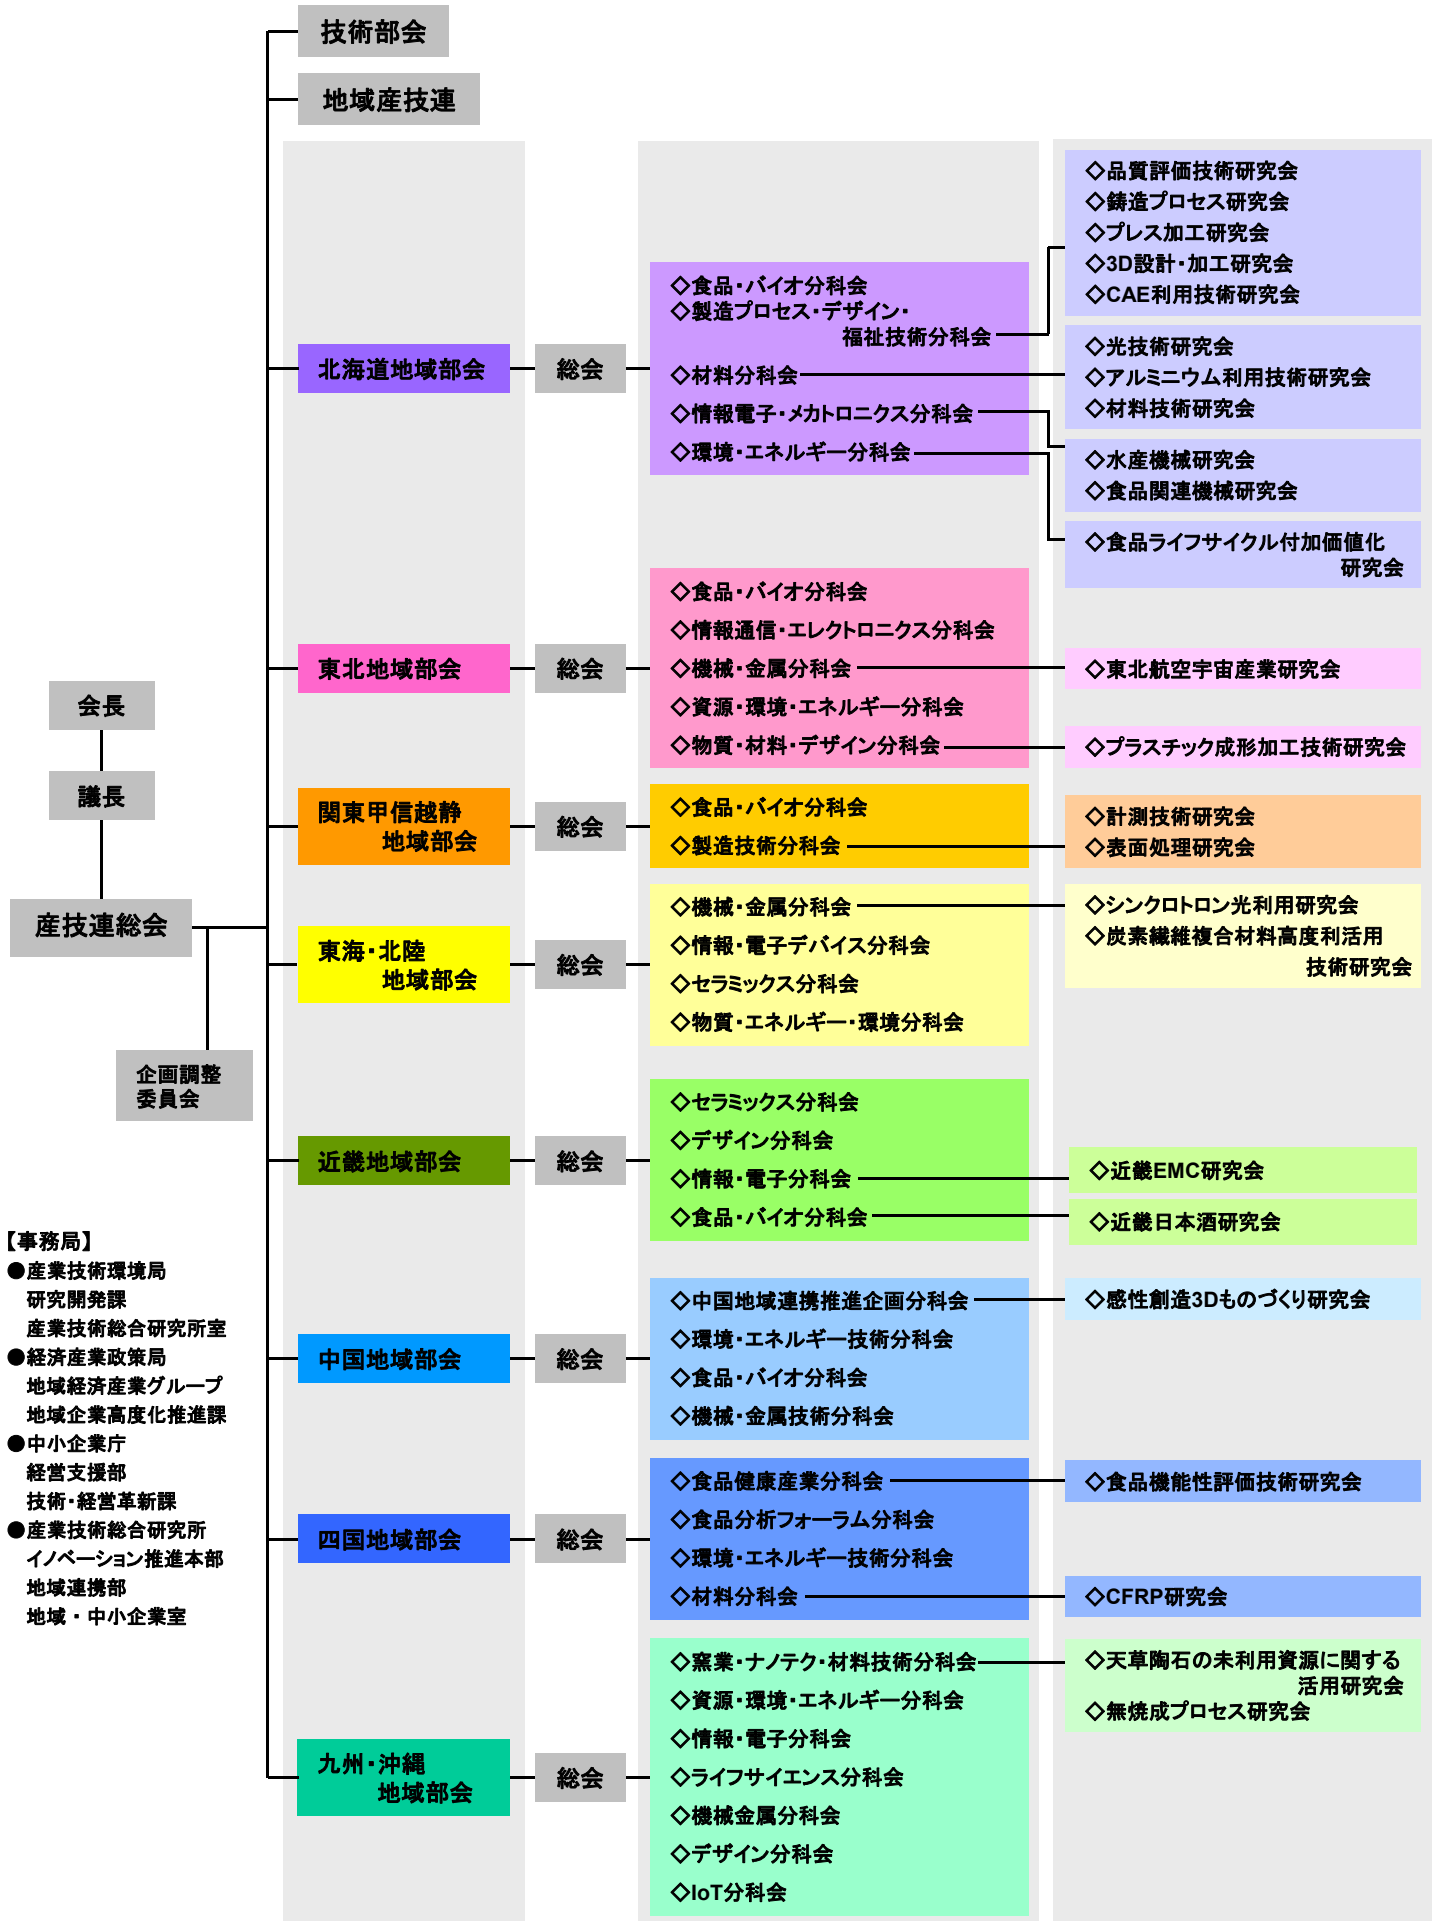 技術部会
地域産技連
会長
議長
産技連総会
企画調整
委員会
【事務局】
●産業技術環境局
研究開発課
産業技術総合研究所室
●経済産業政策局
地域経済産業グループ
地域企業高度化推進課
●中小企業庁
経営支援部
技術・経営革新課
●産業技術総合研究所
イノベーション推進本部
地域連携部
地域・中小企業室
北海道地域部会
総会
◇食品・バイオ分科会
◇製造プロセス・デザイン・
福祉技術分科会
◇材料分科会
◇情報電子・メカトロニクス分科会
◇環境・エネルギー分科会
◇品質評価技術研究会
◇鋳造プロセス研究会
◇プレス加工研究会
◇3D設計・加工研究会
◇CAE利用技術研究会
◇光技術研究会
◇アルミニウム利用技術研究会
◇材料技術研究会
◇水産機械研究会
◇食品関連機械研究会
◇食品ライフサイクル付加価値化
研究会
東北地域部会
総会
◇食品・バイオ分科会
◇情報通信・エレクトロニクス分科会
◇機械・金属分科会
◇資源・環境・エネルギー分科会
◇物質・材料・デザイン分科会
◇東北航空宇宙産業研究会
◇プラスチック成形加工技術研究会
関東甲信越静
地域部会
総会
◇食品・バイオ分科会
◇製造技術分科会
◇計測技術研究会
◇表面処理研究会
東海・北陸
地域部会
総会
◇機械・金属分科会
◇情報・電子デバイス分科会
◇セラミックス分科会
◇物質・エネルギー・環境分科会
◇シンクロトロン光利用研究会
◇炭素繊維複合材料高度利活用
技術研究会
近畿地域部会
総会
◇セラミックス分科会
◇デザイン分科会
◇情報・電子分科会
◇食品・バイオ分科会
◇近畿EMC研究会
◇近畿日本酒研究会
中国地域部会
総会
◇中国地域連携推進企画分科会
◇環境・エネルギー技術分科会
◇食品・バイオ分科会
◇機械・金属技術分科会
◇感性創造3Dものづくり研究会
四国地域部会
総会
◇食品健康産業分科会
◇食品分析フォーラム分科会
◇環境・エネルギー技術分科会
◇材料分科会
◇食品機能性評価技術研究会
◇CFRP研究会
九州・沖縄
地域部会
総会
◇窯業・ナノテク・材料技術分科会
◇資源・環境・エネルギー分科会
◇情報・電子分科会
◇ライフサイエンス分科会
◇機械金属分科会
◇デザイン分科会
◇IoT分科会
◇天草陶石の未利用資源に関する
活用研究会
◇無焼成プロセス研究会